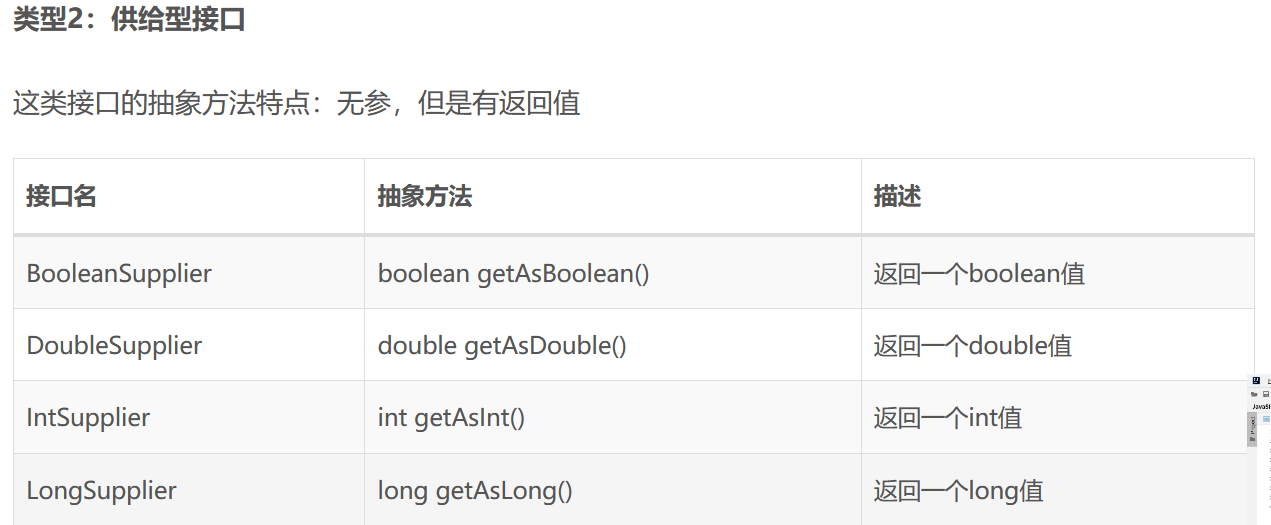 类型2：供给型接口
这类接口的抽象方法特点：无参，但是有返回值
接口名 抽象方法 描述
BooleanSupplier boolean getAsBoolean() 返回一个boolean值
DoubleSupplier double getAsDouble() 返回一个double值
IntSupplier int getAsInt() 返回一个int值
LongSupplier long getAsLong() 返回一个long值
JavaS
Project